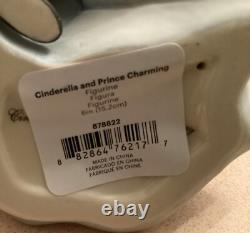 Cinderella and Prince Charming
Figurine
Figura
Figurine
6in (15,2cm)
878822
8 82864 76217 7
MADE IN CHINA
FABRICADO EN CHINA
FABRIQUÉ EN CHINE